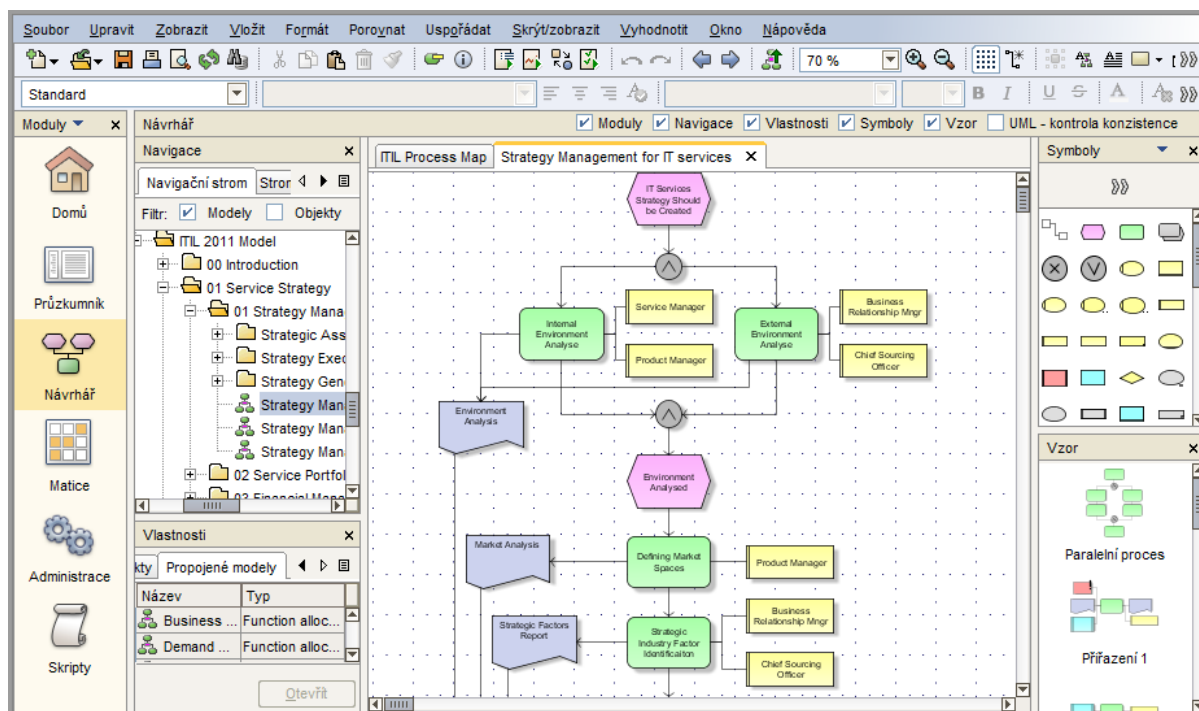 Soubor Upravit Zobrazit Vložit Formát Porovnat Uspořádat Skrýt/zobrazit Vyhodnotit Okno Nápověda
70 %
Standard
B I U S A
Moduly
Návrhář
Moduly Navigace Vlastnosti Symboly Vzor UML - kontrola konzistence
Domů
Průzkumník
Návrhář
Matice
Administrace
Skripty
Navigace
Navigační strom Stror
Filtr: Modely Objekty
ITIL 2011 Model
00 Introduction
01 Service Strategy
01 Strategy Mana
Strategic Ass
Strategy Exec
Strategy Gen
Strategy Man
Strategy Man
Strategy Man
02 Service Portfol
03 Financial Mana
Vlastnosti
kty Propojené modely
Název Typ
Business ... Function alloc...
Demand ... Function alloc...
Otevřít
ITIL Process Map Strategy Management for IT services
IT Services
Strategy Should
be Created
Internal
Environment
Analyse
Service Manager
Product Manager
External
Environment
Analyse
Business
Relationship Mngr
Chief Sourcing
Officer
Environment
Analysis
Environment
Analysed
Market Analysis
Defining Market
Spaces
Product Manager
Strategic Factors
Report
Strategic
Industry Factor
Identificaiton
Business
Relationship Mngr
Chief Sourcing
Officer
Symboly
Vzor
Paralelní proces
Přiřazení 1